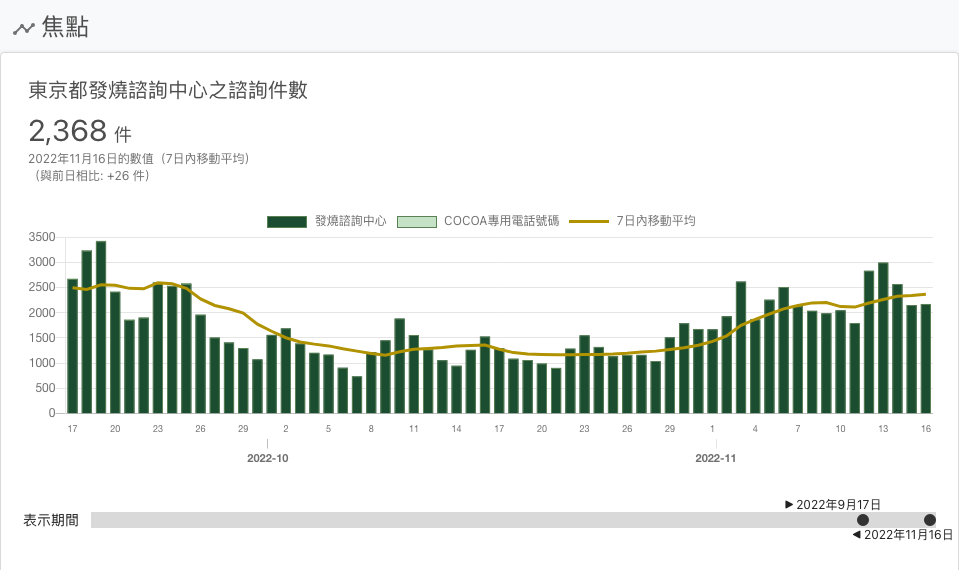 焦點
東京都發燒諮詢中心之諮詢件數
2,368 件
2022年11月16日的數值（7日內移動平均）
（與前日相比: +26 件）
發燒諮詢中心 COCOA專用電話號碼 7日內移動平均
3500
3000
2500
2000
1500
1000
500
0
17 20 23 26 29 2 5 8 11 14 17 20 23 26 29 1 4 7 10 13 16
2022-10 2022-11
▶ 2022年9月17日
表示期間
◀ 2022年11月16日